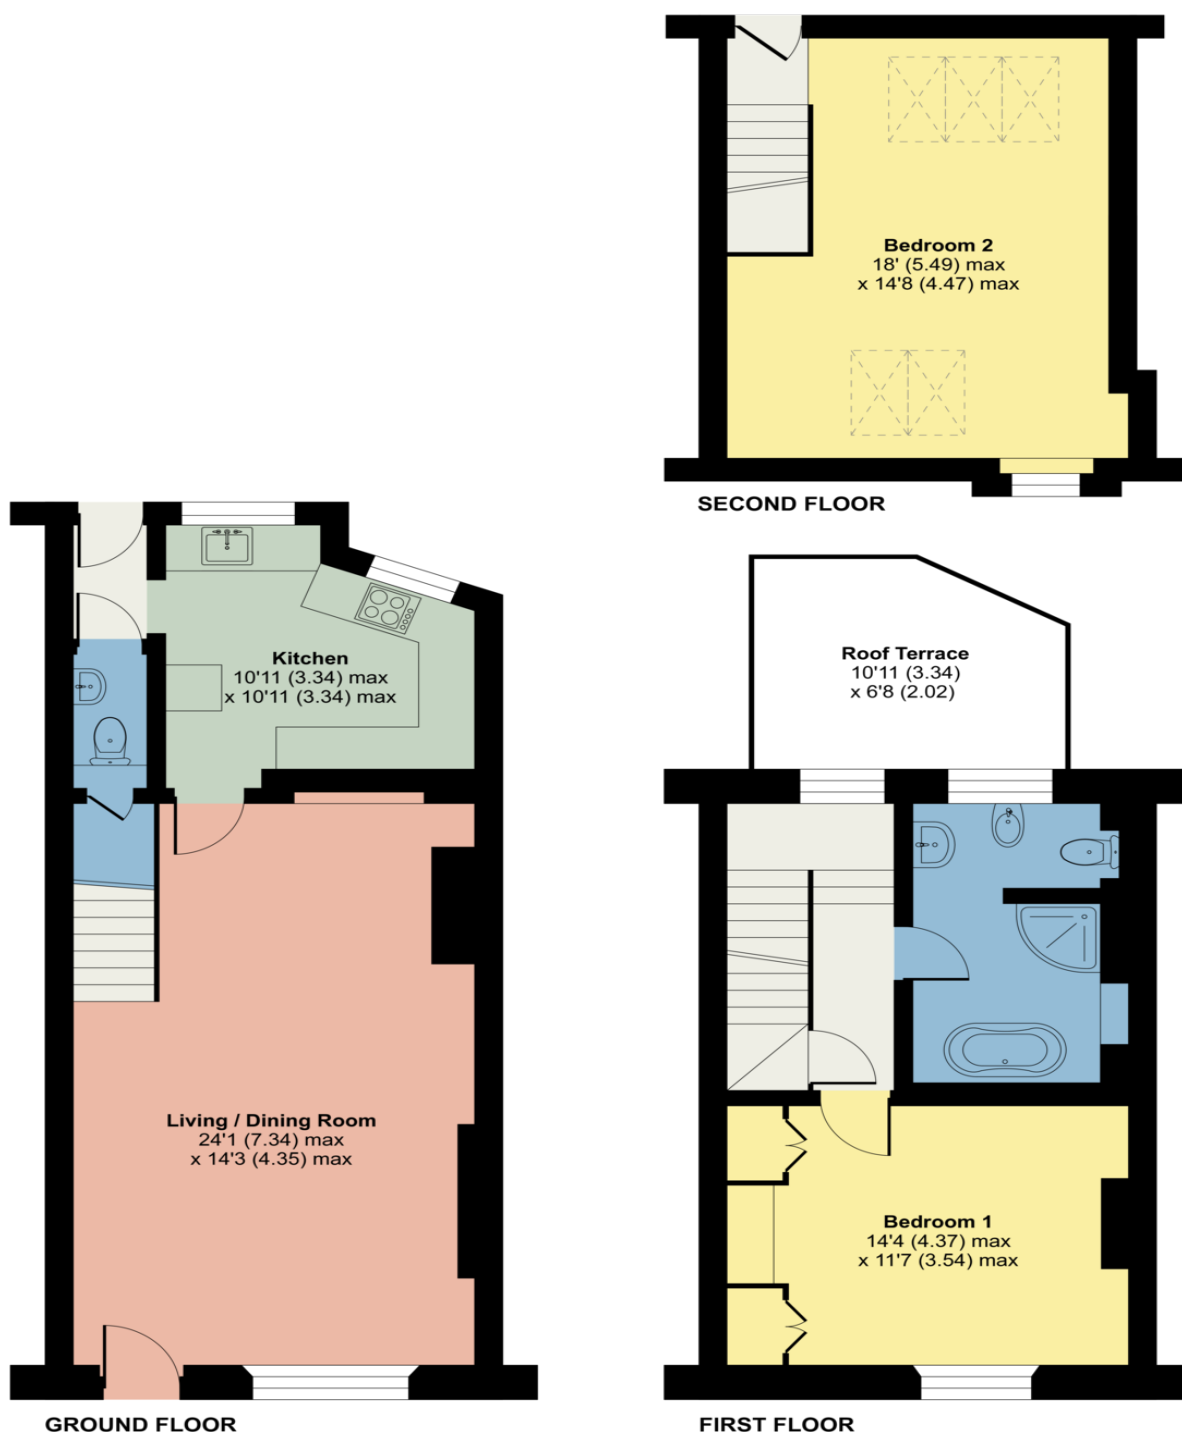 Bedroom 2
18' (5.49) max
x 14'8 (4.47) max
SECOND FLOOR
Roof Terrace
10'11 (3.34)
x 6'8 (2.02)
Kitchen
10'11 (3.34) max
x 10'11 (3.34) max
Living / Dining Room
24'1 (7.34) max
x 14'3 (4.35) max
Bedroom 1
14'4 (4.37) max
x 11'7 (3.54) max
GROUND FLOOR
FIRST FLOOR